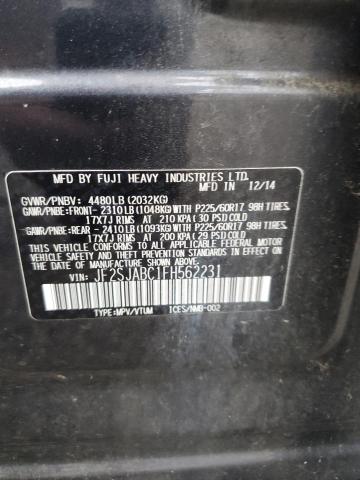 MFD BY FUJI HEAVY INDUSTRIES LTD.
MFD IN 12/14
GVWR/PNBV: 4480LB(2032KG)
GAWR/PNBE:FRONT- 2310LB(1048KG)WITH P225/60R17 98H TIRES,
17X7J RIMS AT 210 KPA(30 PSI)COLD
GAWR/PNBE:REAR - 2410LB(1093KG)WITH P225/60R17 98H TIRES,
17X7J RIMS AT 200 KPA(29 PSI)COLD
THIS VEHICLE CONFORMS TO ALL APPLICABLE FEDERAL MOTOR
VEHICLE SAFETY, BUMPER, AND THEFT PREVENTION STANDARDS
IN EFFECT ON THE DATE OF MANUFACTURE SHOWN ABOVE.
VIN: JF2SJABC1FH562231
TYPE:MPV/VTUM ICES/NMB-002